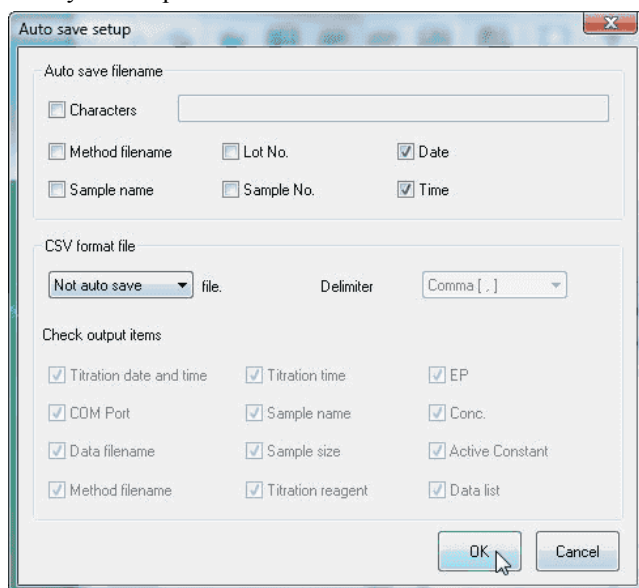 Auto save setup
Auto save filename
Characters
Method filename Lot No. Date
Sample name Sample No. Time
CSV format file
Not auto save file. Delimiter Comma [ , ]
Check output items
Titration date and time Titration time EP
COM Port Sample name Conc.
Data filename Sample size Active Constant
Method filename Titration reagent Data list
OK Cancel